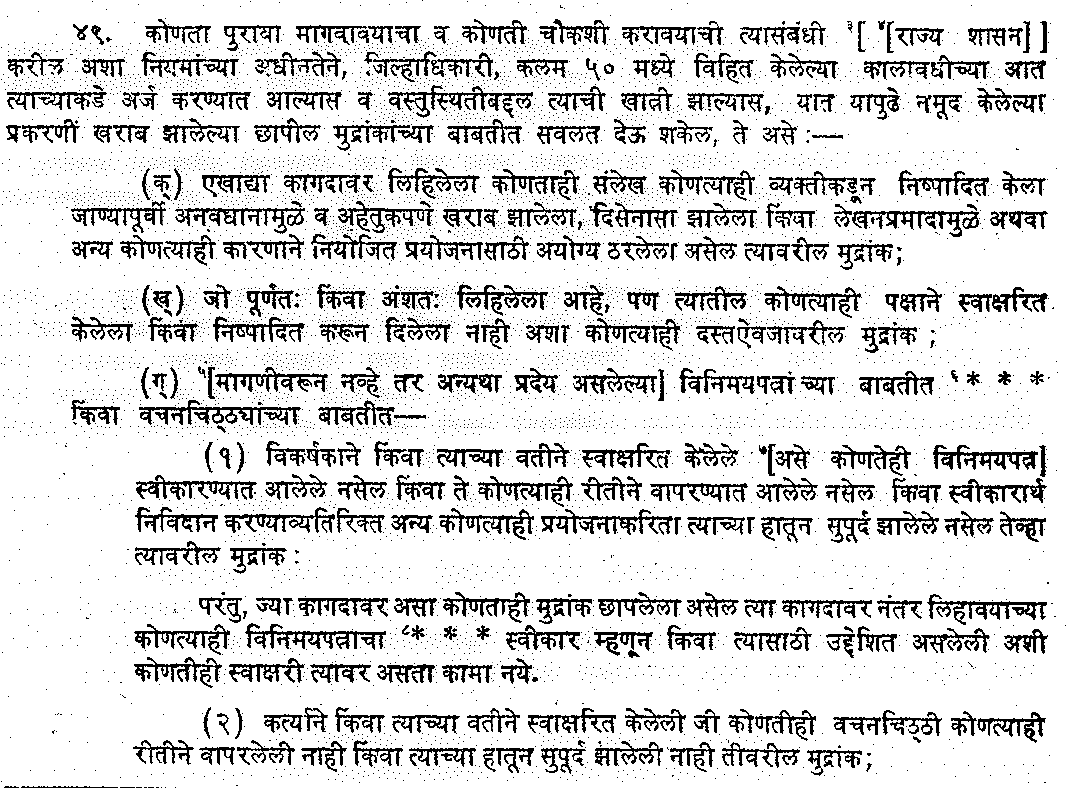 ४९. कोणता पुरावा मागवावयाचा व कोणती चौकशी करावयाची त्यासंबंधी ³[ ⁴[राज्य शासन] ]
करील अशा नियमांच्या अधीनतेने, जिल्हाधिकारी, कलम ५० मध्ये विहित केलेल्या कालावधीच्या आत
त्याच्याकडे अर्ज करण्यात आल्यास व वस्तुस्थितीबद्दल त्याची खात्री झाल्यास, यात यापुढे नमूद केलेल्या
प्रकरणीं खराब झालेल्या छापील मुद्रांकांच्या बाबतीत सवलत देऊ शकेल, ते असे :—
(क) एखाद्या कागदावर लिहिलेला कोणताही संलेख कोणत्याही व्यक्तीकडून निष्पादित केला
जाण्यापूर्वी अनवधानामुळे व अहेतुकपणे खराब झालेला, दिसेनासा झालेला किंवा लेखनप्रमादामुळे अथवा
अन्य कोणत्याही कारणाने नियोजित प्रयोजनासाठी अयोग्य ठरलेला असेल त्यावरील मुद्रांक;
(ख) जो पूर्णतः किंवा अंशतः लिहिलेला आहे, पण त्यातील कोणत्याही पक्षाने स्वाक्षरित
केलेला किंवा निष्पादित करून दिलेला नाही अशा कोणत्याही दस्तऐवजावरील मुद्रांक ;
(ग) ⁵[मागणीवरून नव्हे तर अन्यथा प्रदेय असलेल्या] विनिमयपत्रांच्या बाबतीत ⁶* * *
किंवा वचनचिठ्ठ्यांच्या बाबतीत—
(१) विकर्षकाने किंवा त्याच्या वतीने स्वाक्षरित केलेले ⁷[असे कोणतेही विनिमयपत्र]
स्वीकारण्यात आलेले नसेल किंवा ते कोणत्याही रीतीने वापरण्यात आलेले नसेल किंवा स्वीकारार्थ
निविदान करण्याव्यतिरिक्त अन्य कोणत्याही प्रयोजनाकरिता त्याच्या हातून सुपूर्द झालेले नसेल तेव्हा
त्यावरील मुद्रांक :
परंतु, ज्या कागदावर असा कोणताही मुद्रांक छापलेला असेल त्या कागदावर नंतर लिहावयाच्या
कोणत्याही विनिमयपत्राचा ⁸* * * स्वीकार म्हणून किंवा त्यासाठी उद्देशित असलेली अशी
कोणतीही स्वाक्षरी त्यावर असता कामा नये.
(२) कर्त्याने किंवा त्याच्या वतीने स्वाक्षरित केलेली जी कोणतीही वचनचिठ्ठी कोणत्याही
रीतीने वापरलेली नाही किंवा त्याच्या हातून सुपूर्द झालेली नाही तीवरील मुद्रांक;